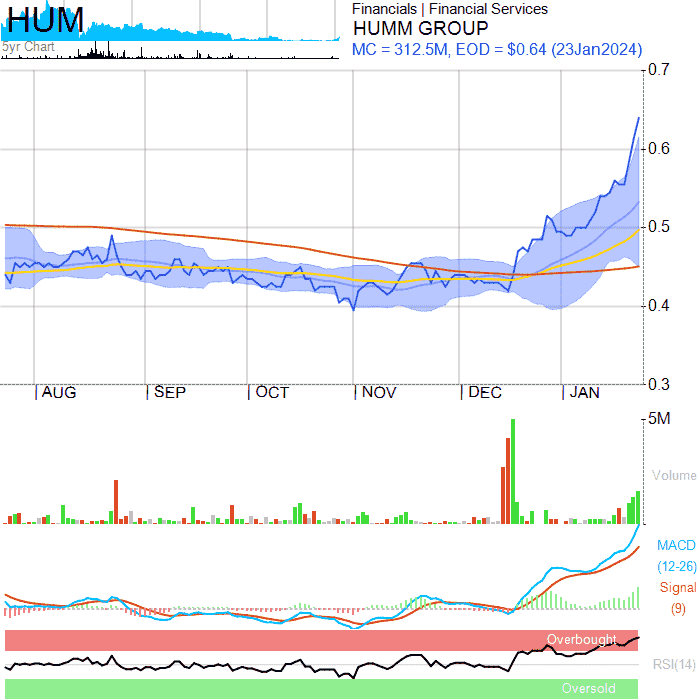 HUM
5yr Chart
Financials | Financial Services
HUMM GROUP
MC = 312.5M, EOD = $0.64 (23Jan2024)
0.7
0.6
0.5
0.4
0.3
AUG
SEP
OCT
NOV
DEC
JAN
5M
Volume
MACD
(12-26)
Signal
(9)
Overbought
RSI(14)
Oversold